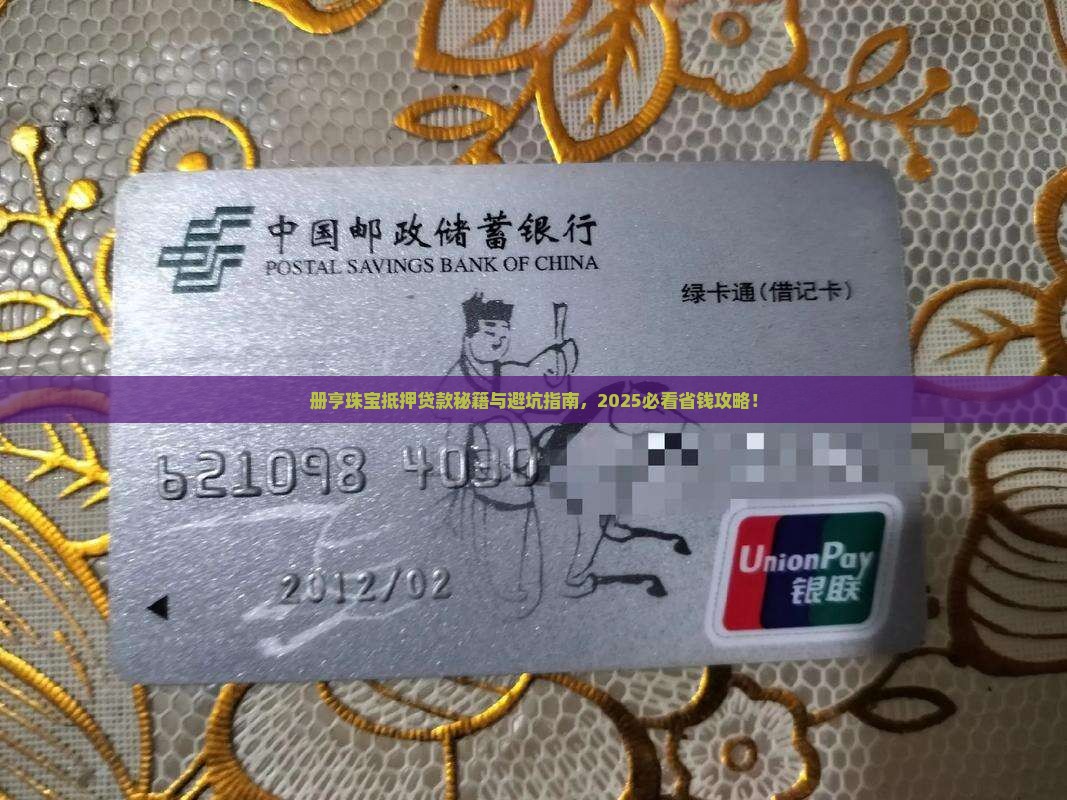 中国邮政储蓄银行
POSTAL SAVINGS BANK OF CHINA
绿卡通(借记卡)
册亨珠宝抵押贷款秘籍与避坑指南，2025必看省钱攻略！
621098 4030
2012/02
UnionPay
银联